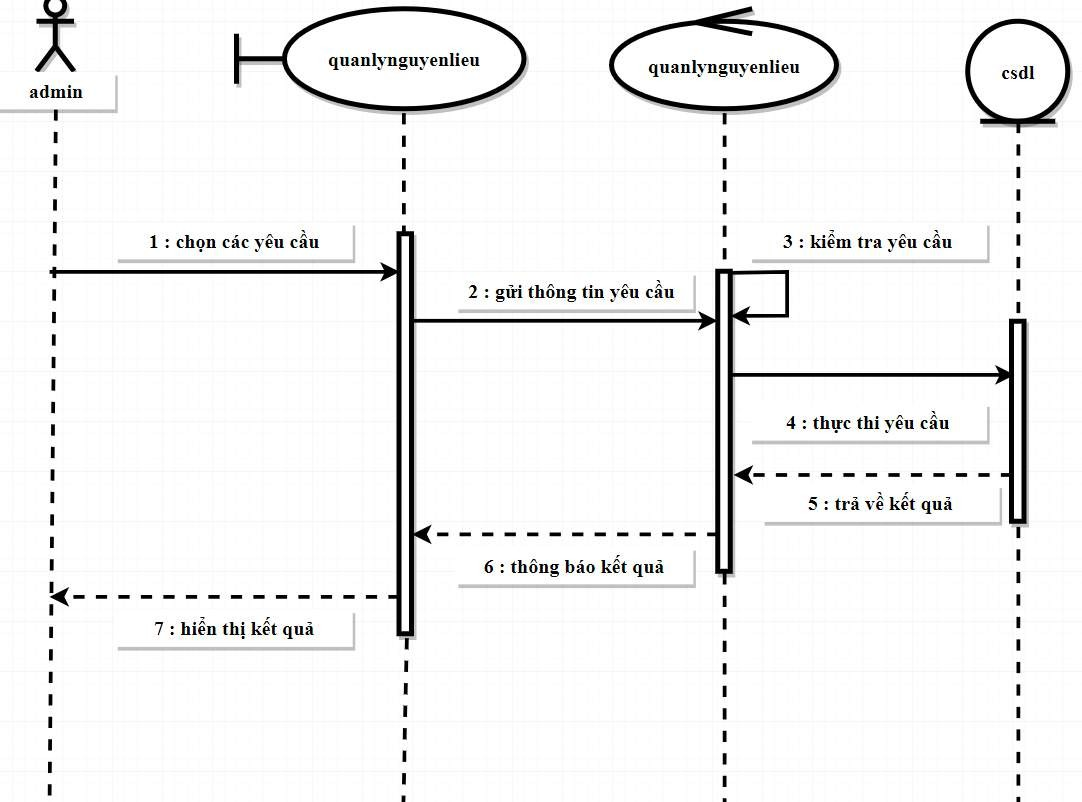 quanlynguyenlieu
quanlynguyenlieu
csdl
admin
1 : chọn các yêu cầu
3 : kiểm tra yêu cầu
2 : gửi thông tin yêu cầu
4 : thực thi yêu cầu
5 : trả về kết quả
6 : thông báo kết quả
7 : hiển thị kết quả